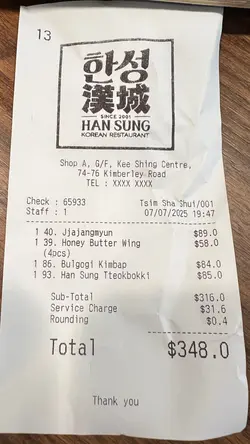 13
한성
漢城
SINCE 2001
HAN SUNG
KOREAN RESTAURANT
Shop A, G/F, Kee Shing Centre,
74-76 Kimberley Road
TEL : XXXX XXXX
Check : 65933 Tsim Sha Shui/001
Staff : 1 07/07/2025 19:47
1 40. Jjajangmyun $89.0
1 39. Honey Butter Wing $58.0
(4pcs)
1 86. Bulgogi Kimbap $84.0
1 93. Han Sung Tteokbokki $85.0
Sub-Total $316.0
Service Charge $31.6
Rounding $0.4
Total $348.0
Thank you